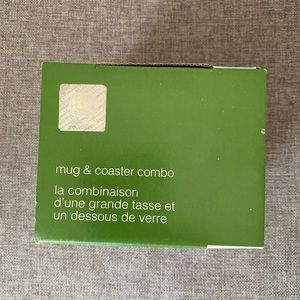 mug & coaster combo
la combinaison
d'une grande tasse et
un dessous de verre